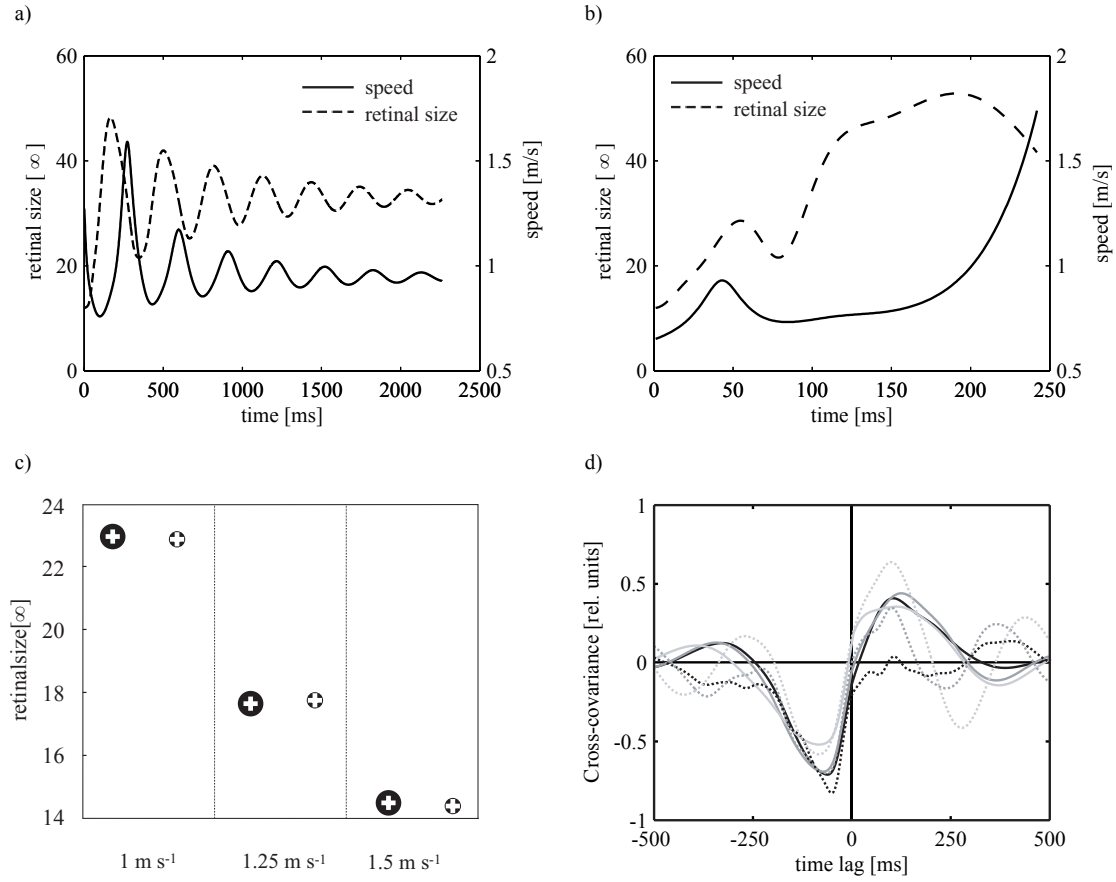 a)
60
40
20
0
retinal size [ ∞]
2
1.5
1
0.5
speed [m/s]
speed
retinal size
0 500 1000 1500 2000 2500
time [ms]
b)
60
40
20
0
retinal size [ ∞]
2
1.5
1
0.5
speed [m/s]
speed
retinal size
0 50 100 150 200 250
time [ms]
c)
24
22
20
18
16
14
retinalsize[∞]
1 m s-1 1.25 m s-1 1.5 m s-1
d)
1
0.5
0
-0.5
-1
Cross-covariance [rel. units]
-500 -250 0 250 500
time lag [ms]